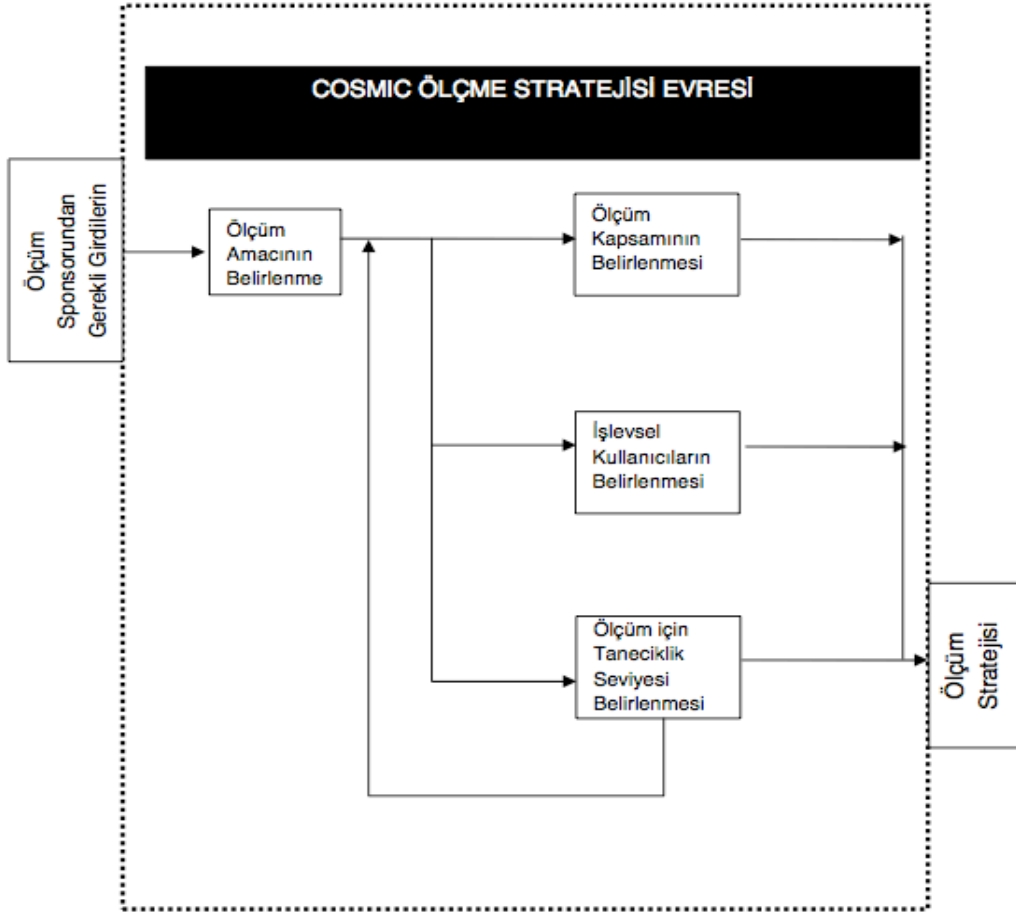 COSMIC ÖLÇME STRATEJİSİ EVRESİ
Ölçüm
Sponsorundan
Gerekli Girdilerin
Ölçüm
Amacının
Belirlenme
Ölçüm
Kapsamının
Belirlenmesi
İşlevsel
Kullanıcıların
Belirlenmesi
Ölçüm için
Taneciklik
Seviyesi
Belirlenmesi
Ölçüm
Stratejisi